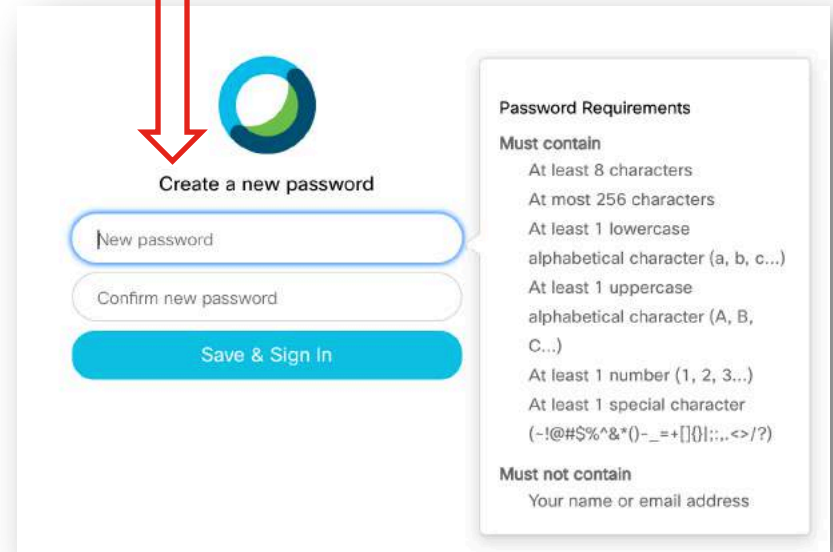 Create a new password
New password
Confirm new password
Save & Sign In
Password Requirements
Must contain
At least 8 characters
At most 256 characters
At least 1 lowercase
alphabetical character (a, b, c...)
At least 1 uppercase
alphabetical character (A, B,
C...)
At least 1 number (1, 2, 3...)
At least 1 special character
(~!@#$%^&*()-_=+[]{}|;:,.<>/?)
Must not contain
Your name or email address